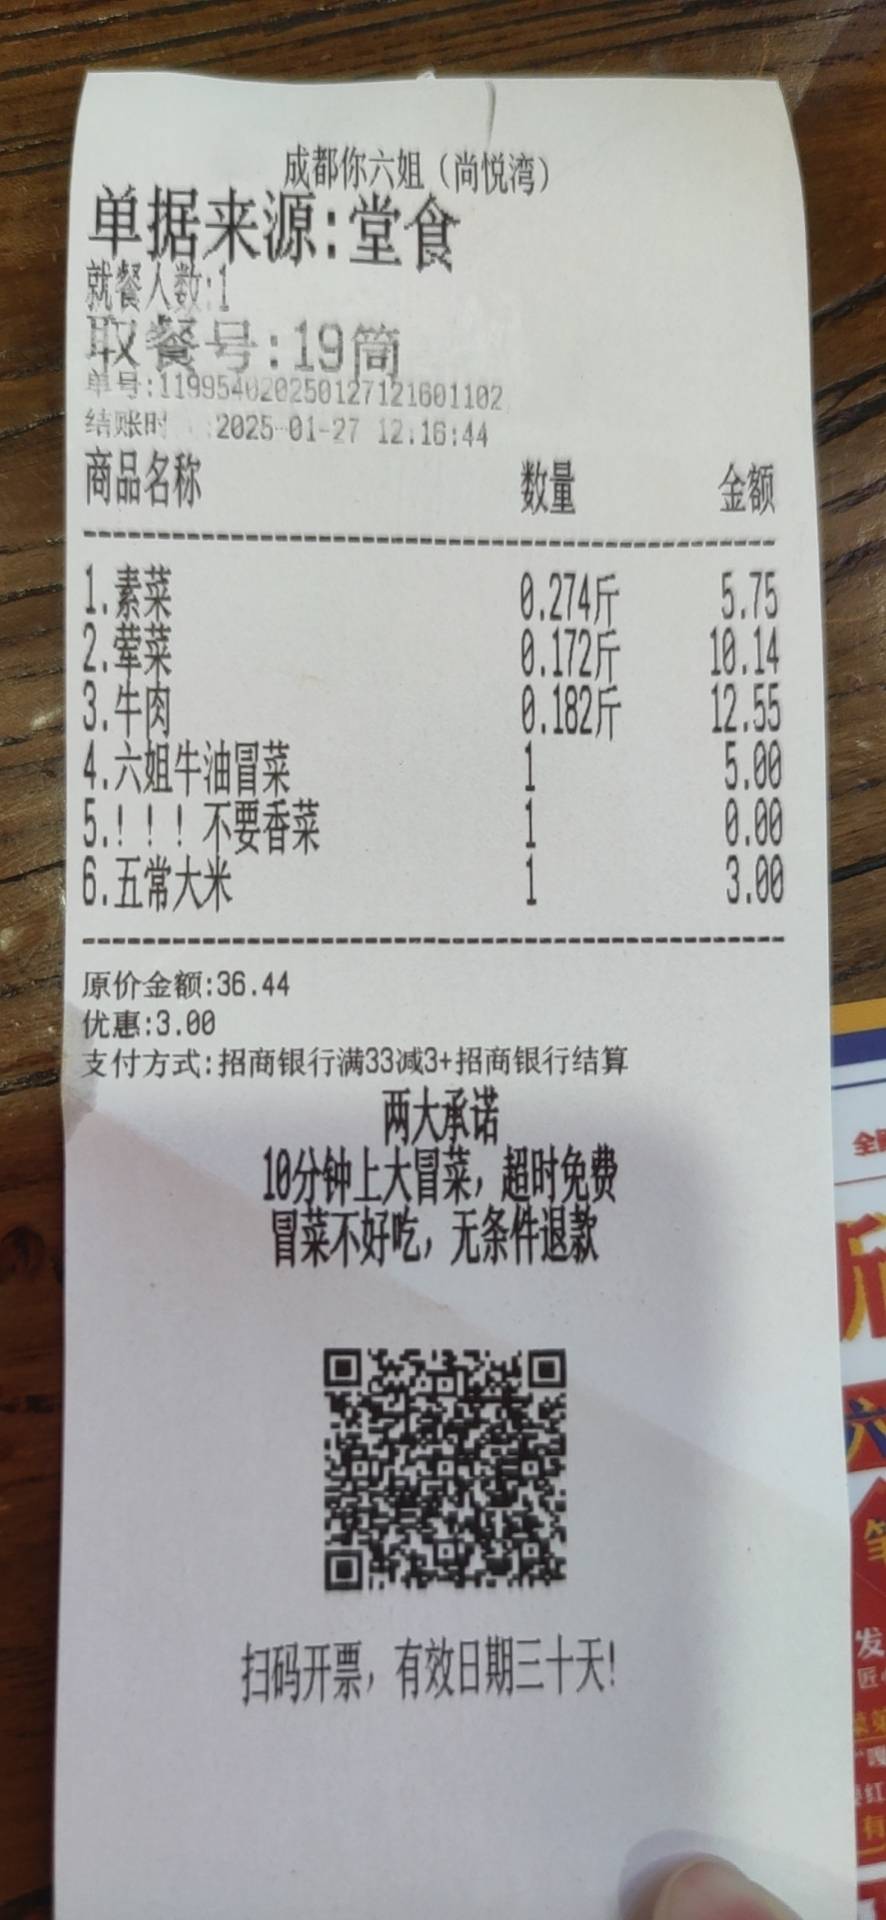 成都你六姐（尚悦湾）
单据来源:堂食
就餐人数:1
取餐号:19筒
单号:119954020250127121601102
结账时 :2025-01-27 12:16:44
商品名称 数量 金额
1.素菜 0.274斤 5.75
2.荤菜 0.172斤 10.14
3.牛肉 0.182斤 12.55
4.六姐牛油冒菜 1 5.00
5.！！！不要香菜 1 0.00
6.五常大米 1 3.00
原价金额:36.44
优惠:3.00
支付方式:招商银行满33减3+招商银行结算
两大承诺
10分钟上大冒菜，超时免费
冒菜不好吃，无条件退款
扫码开票，有效日期三十天!
六
发
匠
有